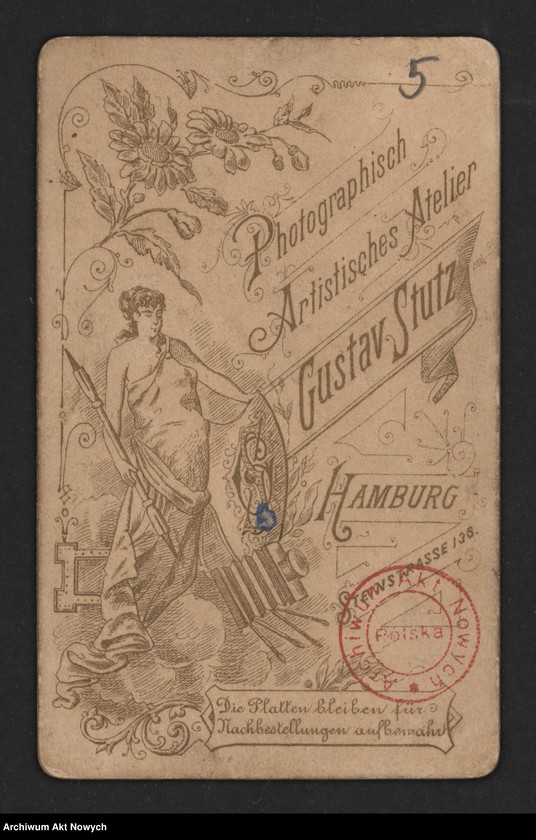 5
Photographisch
Artistisches Atelier
Gustav Stutz
Hamburg
Steinstrasse 136.
Archiwum Akt Nowych
Polska
Die Platten bleiben für
Nachbestellungen aufbewahrt
Archiwum Akt Nowych